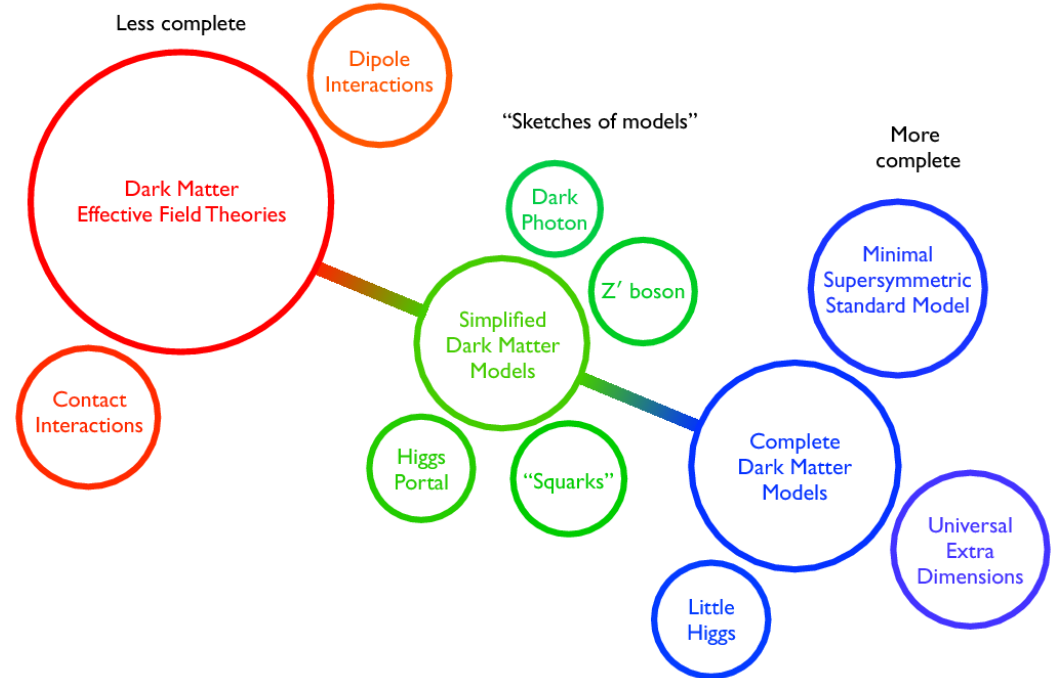 Less complete
Dipole
Interactions
Dark Matter
Effective Field Theories
Contact
Interactions
“Sketches of models”
Dark
Photon
Z′ boson
Simplified
Dark Matter
Models
Higgs
Portal
“Squarks”
More
complete
Minimal
Supersymmetric
Standard Model
Complete
Dark Matter
Models
Universal
Extra
Dimensions
Little
Higgs